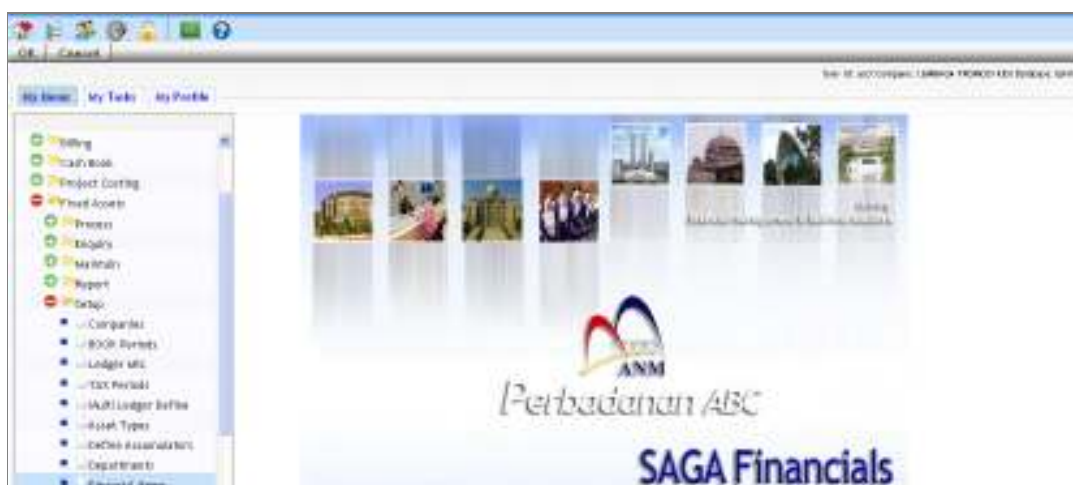 OK Cancel
My Menu My Tasks My Profile
Billing
Cash Book
Project Costing
Fixed Assets
Process
Enquiry
Maintain
Report
Setup
Companies
BOOK Periods
Ledger
TAX Periods
Multi Ledger Define
Asset Types
Define Accumulators
Departments
ANM
Perbadanan ABC
SAGA Financials